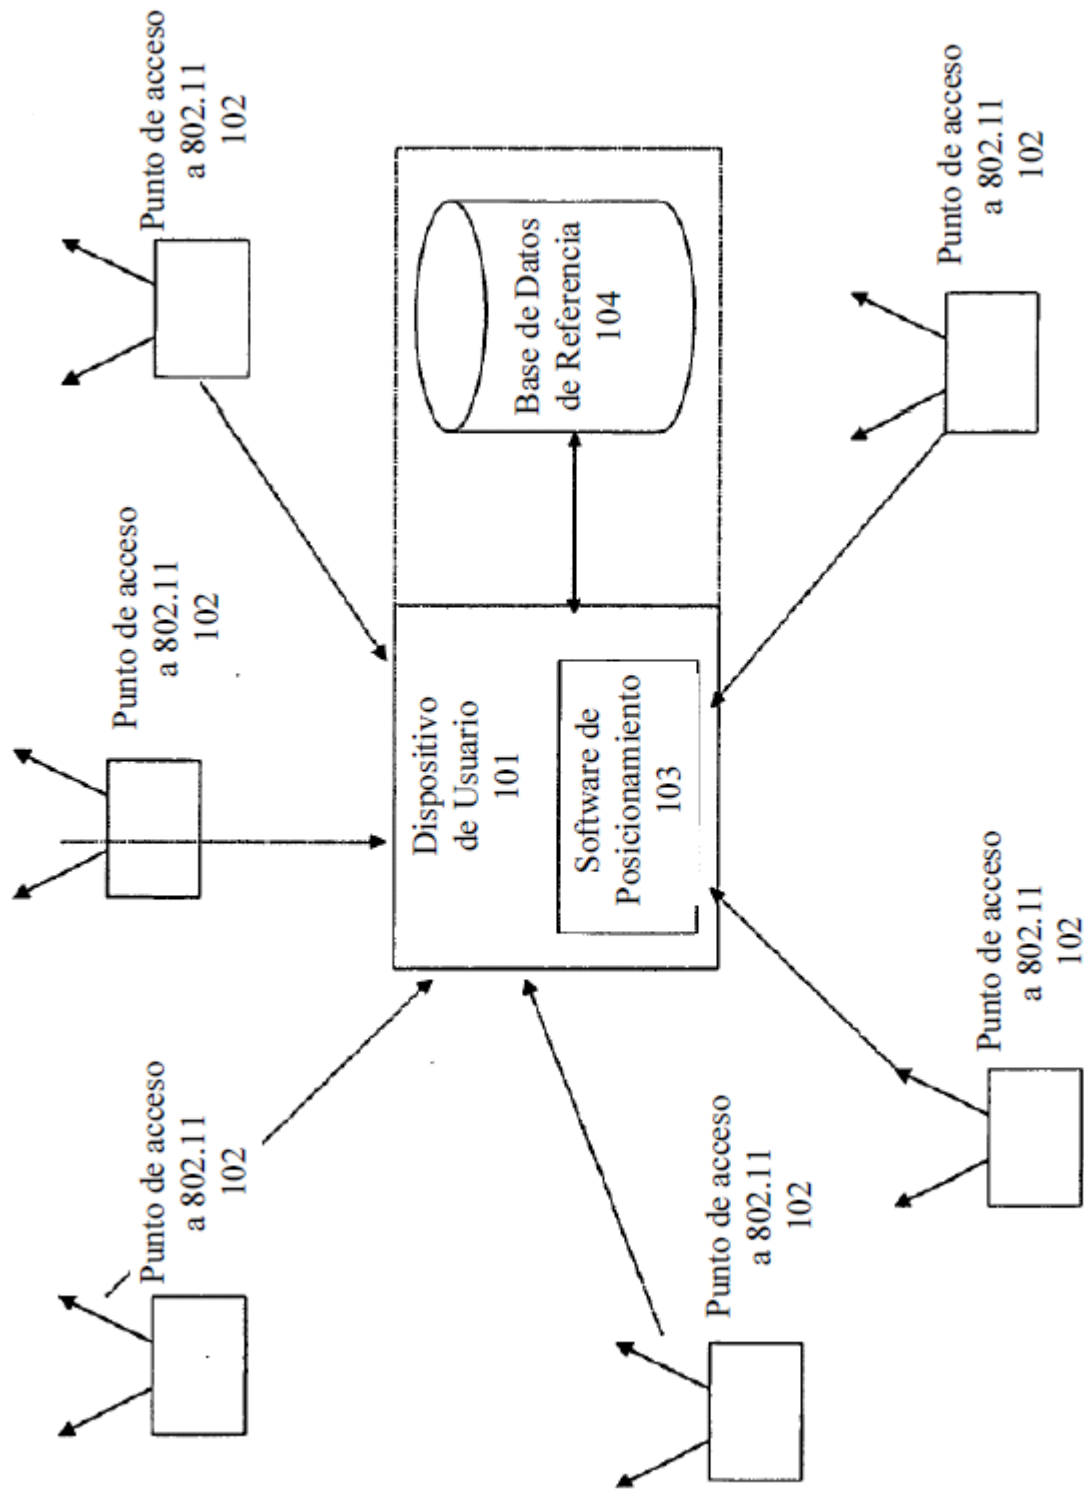 Punto de acceso
a 802.11
102
Punto de acceso
a 802.11
102
Punto de acceso
a 802.11
102
Dispositivo
de Usuario
101
Software de
Posicionamiento
103
Base de Datos
de Referencia
104
Punto de acceso
a 802.11
102
Punto de acceso
a 802.11
102
Punto de acceso
a 802.11
102